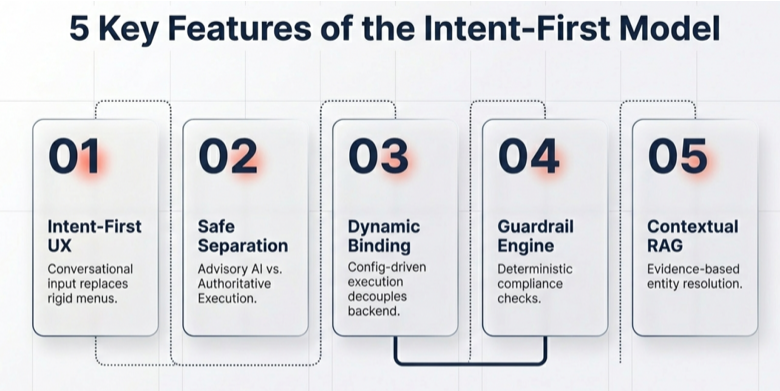 5 Key Features of the Intent-First Model
01
Intent-First
UX
Conversational
input replaces
rigid menus.
02
Safe
Separation
Advisory AI vs.
Authoritative
Execution.
03
Dynamic
Binding
Config-driven
execution
decouples
backend.
04
Guardrail
Engine
Deterministic
compliance
checks.
05
Contextual
RAG
Evidence-based
entity resolution.